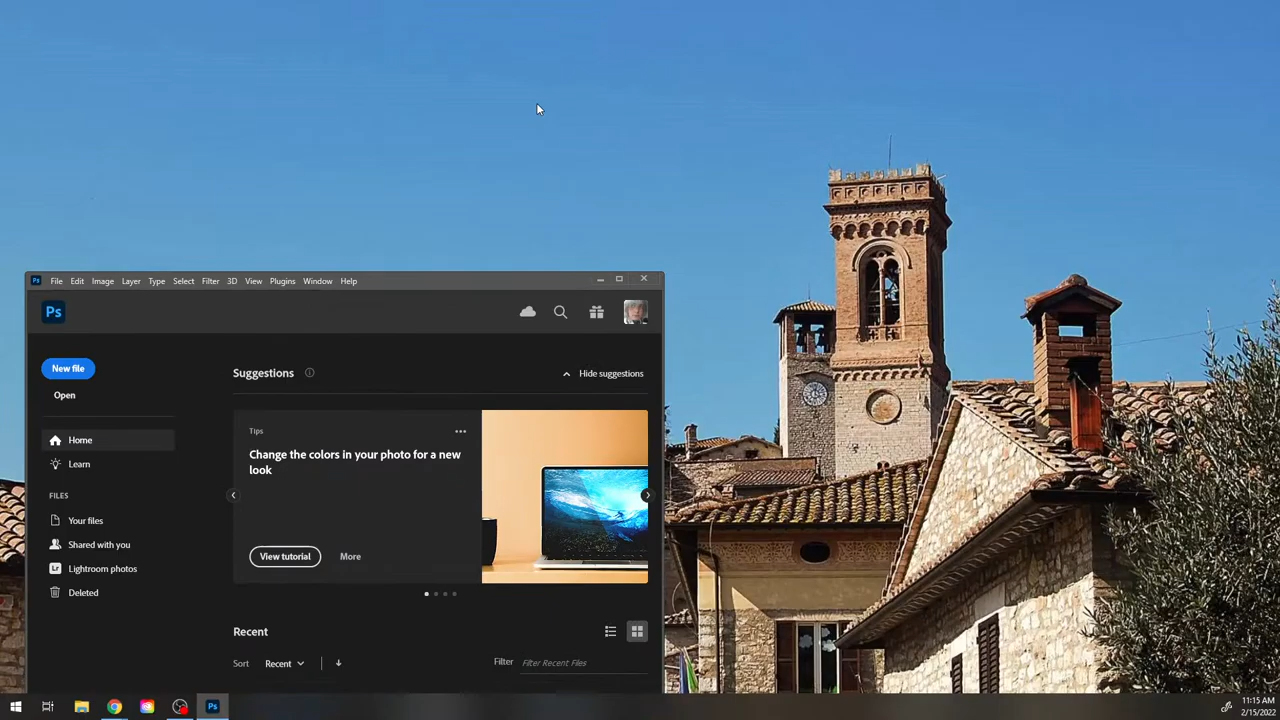 Ps File Edit Image Layer Type Select Filter 3D View Plugins Window Help
Ps
New file
Open
Home
Learn
FILES
Your files
Shared with you
Lr Lightroom photos
Deleted
Suggestions
Hide suggestions
Tips
Change the colors in your photo for a new
look
View tutorial More
Recent
Sort Recent Filter Filter Recent Files
Ps
11:15 AM
2/15/2022